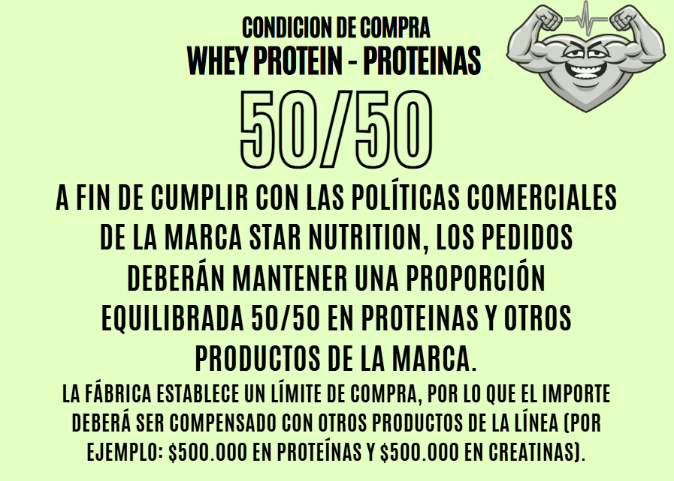 CONDICION DE COMPRA
WHEY PROTEIN - PROTEINAS
50/50
A FIN DE CUMPLIR CON LAS POLÍTICAS COMERCIALES
DE LA MARCA STAR NUTRITION, LOS PEDIDOS
DEBERÁN MANTENER UNA PROPORCIÓN
EQUILIBRADA 50/50 EN PROTEINAS Y OTROS
PRODUCTOS DE LA MARCA.
LA FÁBRICA ESTABLECE UN LÍMITE DE COMPRA, POR LO QUE EL IMPORTE
DEBERÁ SER COMPENSADO CON OTROS PRODUCTOS DE LA LÍNEA (POR
EJEMPLO: $500.000 EN PROTEÍNAS Y $500.000 EN CREATINAS).